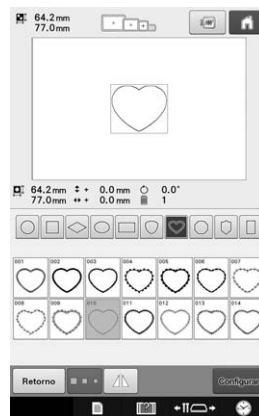 64.2mm
77.0mm
64.2mm + 0.0mm 0.0°
77.0mm + 0.0mm 1
001 002 003 004 005 006 007
008 009 010 011 012 013 014
Retorno Configurar